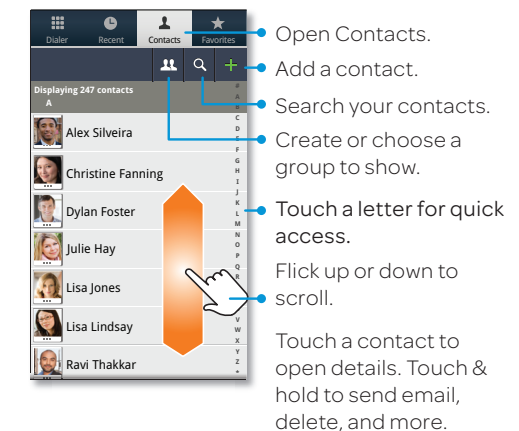 Dialer Recent Contacts Favorites
Displaying 247 contacts
A
Alex Silveira
Christine Fanning
Dylan Foster
Julie Hay
Lisa Jones
Lisa Lindsay
Ravi Thakkar
#
A
B
C
D
E
F
G
H
I
J
K
L
M
N
O
P
Q
R
V
W
X
Y
Z
Open Contacts.
Add a contact.
Search your contacts.
Create or choose a
group to show.
Touch a letter for quick
access.
Flick up or down to
scroll.
Touch a contact to
open details. Touch &
hold to send email,
delete, and more.